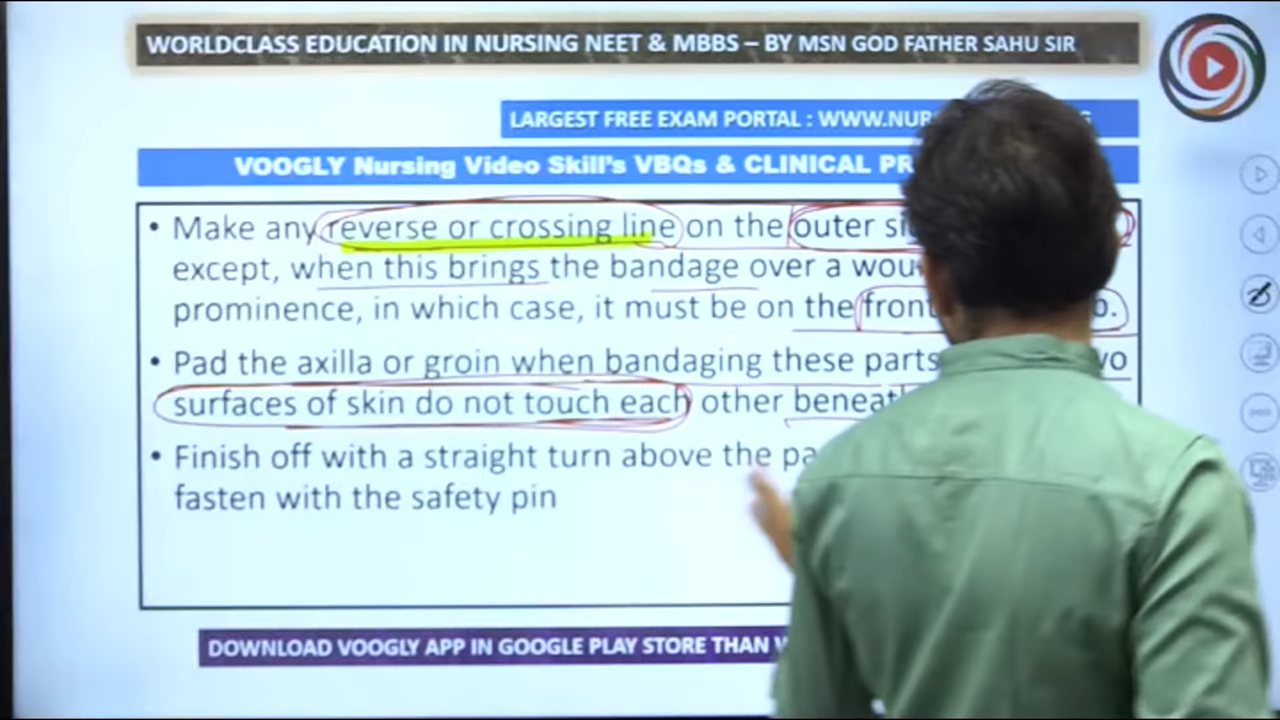 WORLDCLASS EDUCATION IN NURSING NEET & MBBS – BY MSN GOD FATHER SAHU SIR
LARGEST FREE EXAM PORTAL : WWW.NUR
VOOGLY Nursing Video Skill's VBQs & CLINICAL PR
• Make any reverse or crossing line on the outer
except, when this brings the bandage over a
prominence, in which case, it must be on the front
• Pad the axilla or groin when bandaging these parts
surfaces of skin do not touch each other
• Finish off with a straight turn above the
fasten with the safety pin
DOWNLOAD VOOGLY APP IN GOOGLE PLAY STORE THAN